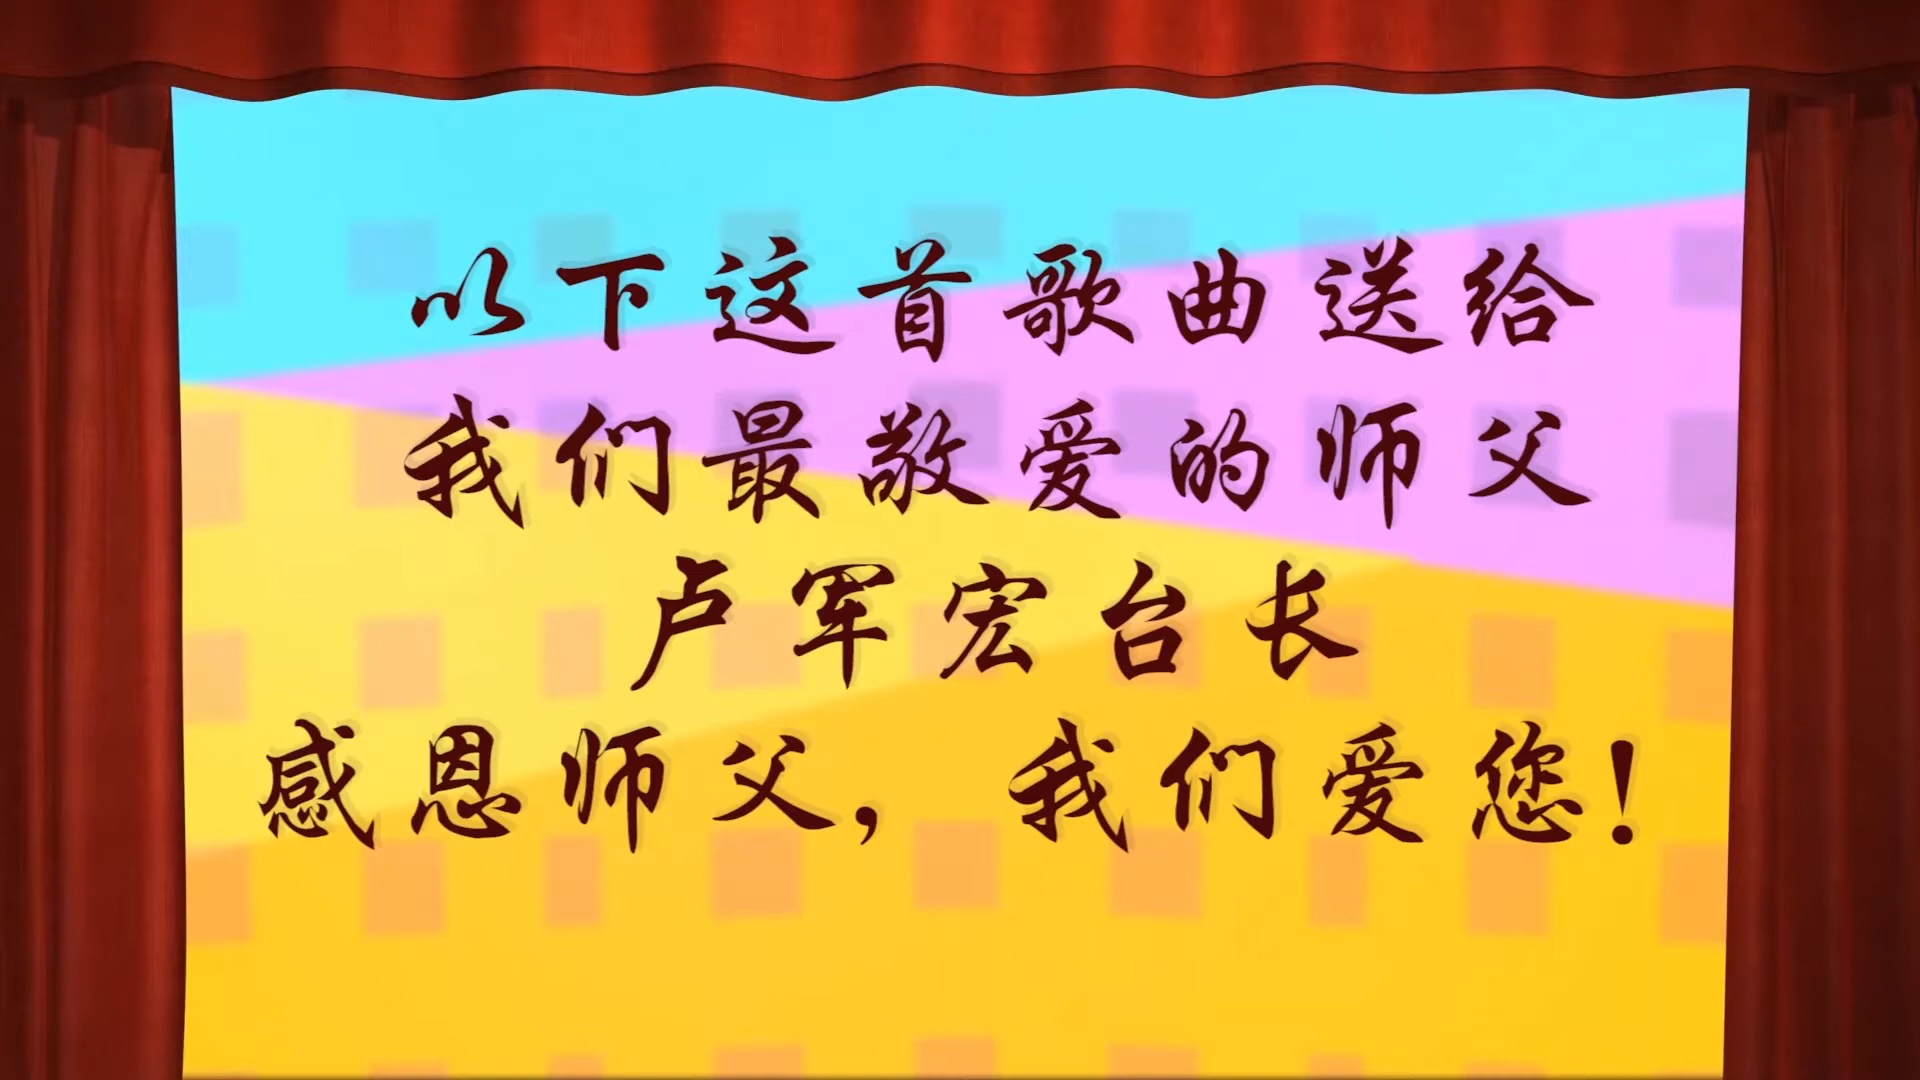 以下这首歌曲送给
我们最敬爱的师父
卢军宏台长
感恩师父，我们爱您！